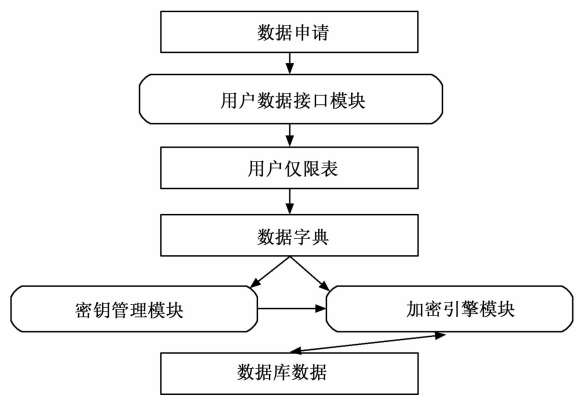 数据申请
用户数据接口模块
用户仅限表
数据字典
密钥管理模块
加密引擎模块
数据库数据